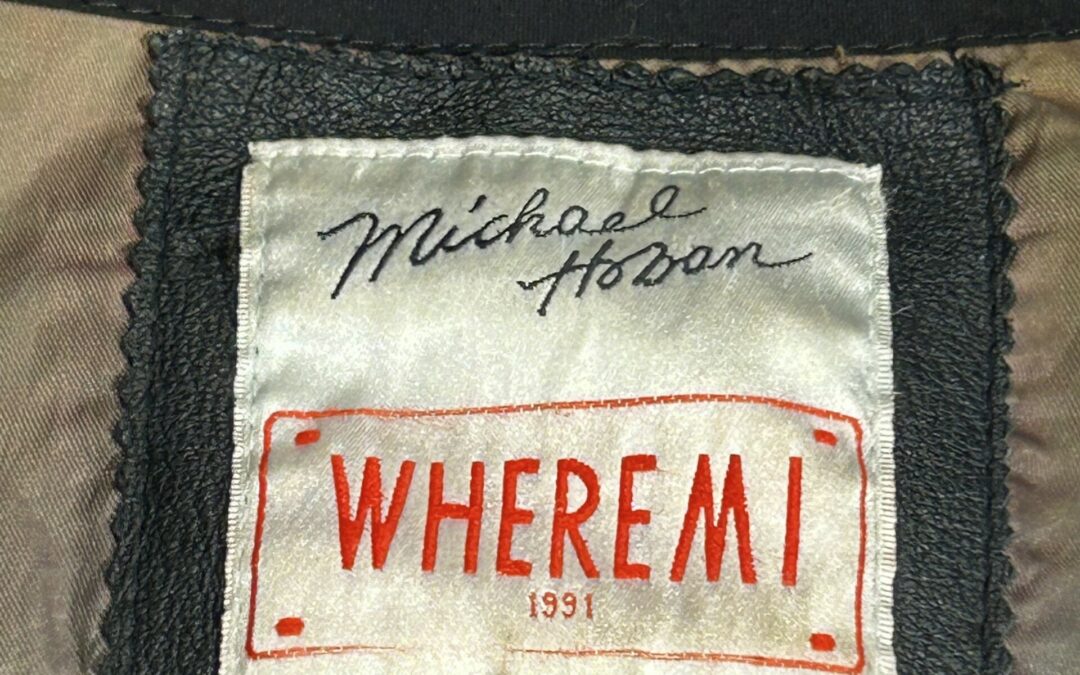 Michael
Hoban
WHEREMI
1991